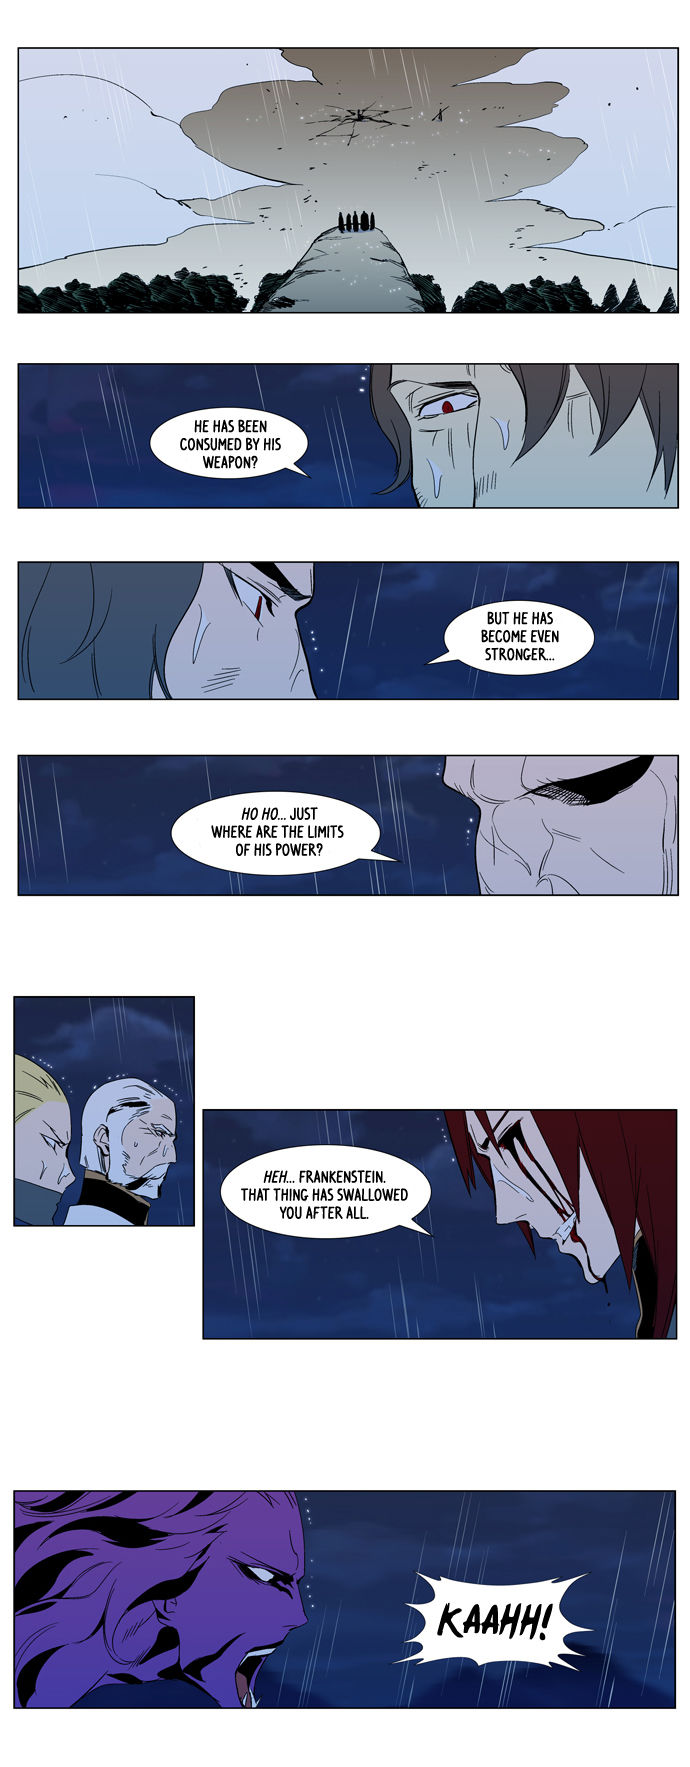 HE HAS BEEN
CONSUMED BY HIS
WEAPON?
BUT HE HAS
BECOME EVEN
STRONGER...
HO HO... JUST
WHERE ARE THE LIMITS
OF HIS POWER?
HEH... FRANKENSTEIN.
THAT THING HAS SWALLOWED
YOU AFTER ALL.
KAAHH!